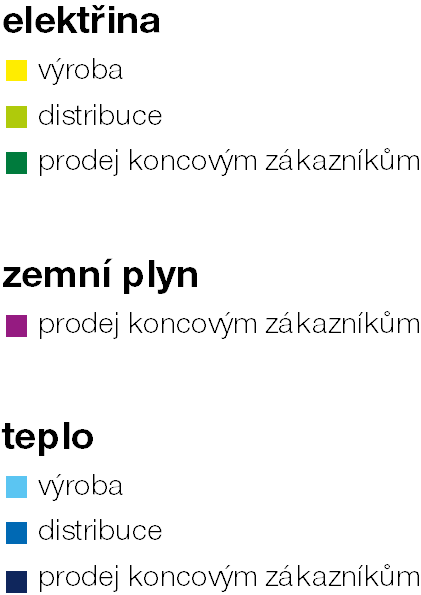 elektřina
výroba
distribuce
prodej koncovým zákazníkům
zemní plyn
prodej koncovým zákazníkům
teplo
výroba
distribuce
prodej koncovým zákazníkům